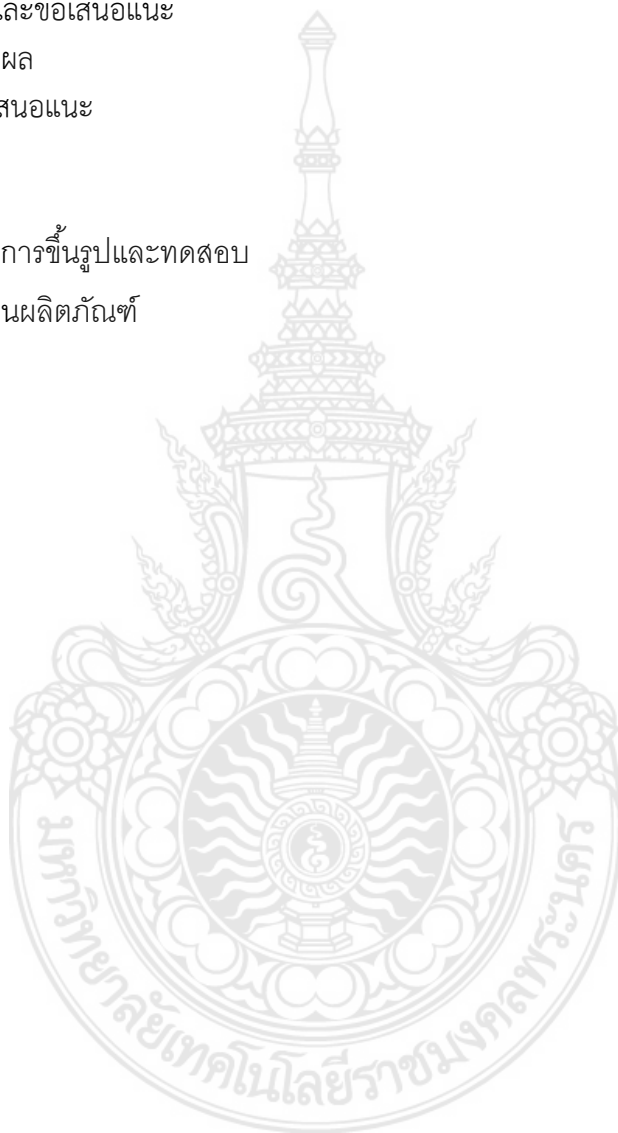 และข้อเสนอแนะ
ผล
สนอแนะ
การขึ้นรูปและทดสอบ
นผลิตภัณฑ์
มหาวิทยาลัยเทคโนโลยีราชมงคลพระนคร